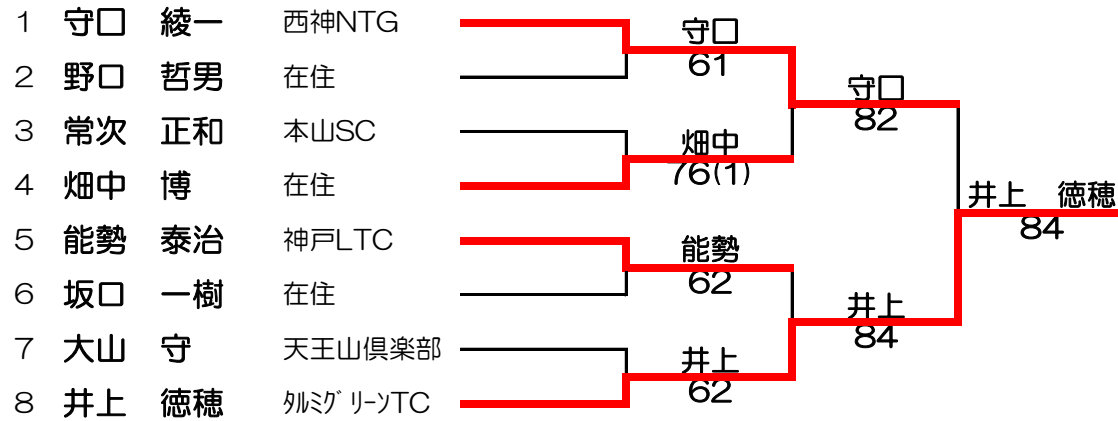 1 守口 綾一 西神NTG
2 野口 哲男 在住
3 常次 正和 本山SC
4 畑中 博 在住
5 能勢 泰治 神戸LTC
6 坂口 一樹 在住
7 大山 守 天王山倶楽部
8 井上 徳穂 ﾀﾙﾐｸﾞﾘｰﾝTC
守口
61
畑中
76(1)
能勢
62
井上
62
守口
82
井上
84
井上 徳穂
84